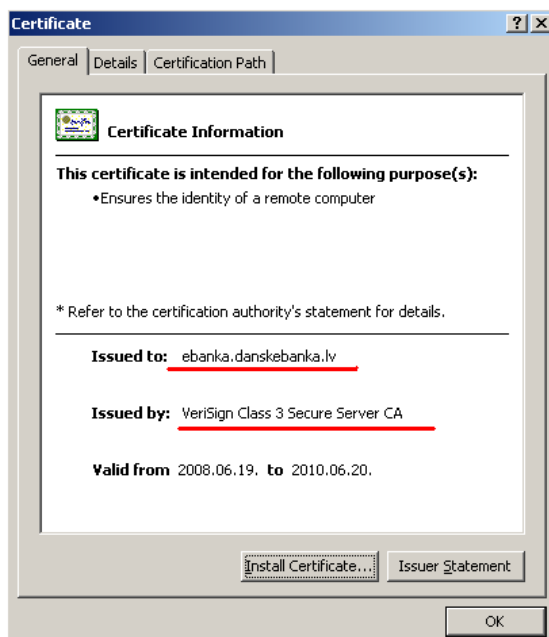 Certificate
General Details Certification Path
Certificate Information
This certificate is intended for the following purpose(s):
•Ensures the identity of a remote computer
* Refer to the certification authority's statement for details.
Issued to: ebanka.danskebanka.lv
Issued by: VeriSign Class 3 Secure Server CA
Valid from 2008.06.19. to 2010.06.20.
Install Certificate... Issuer Statement
OK